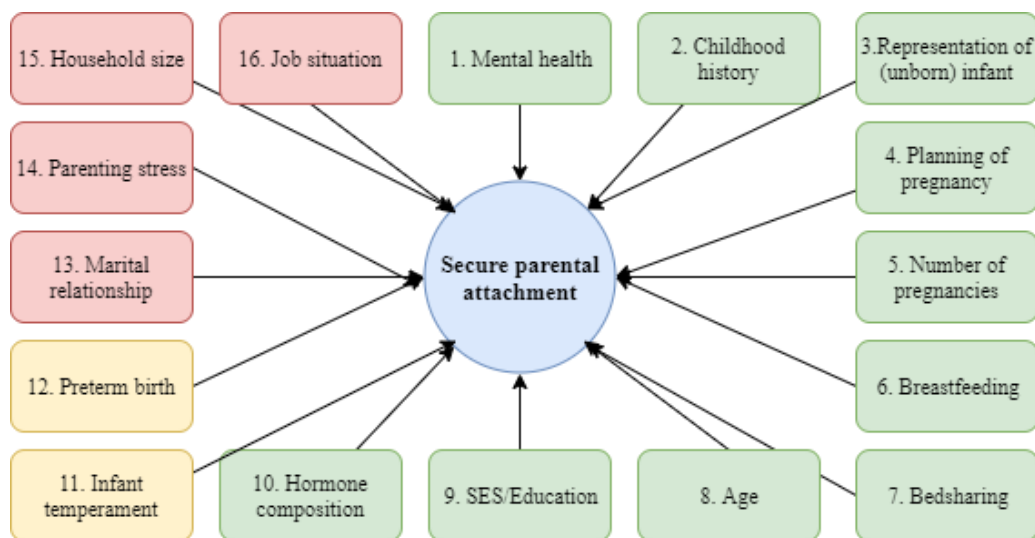 15. Household size
16. Job situation
1. Mental health
2. Childhood
history
3.Representation of
(unborn) infant
14. Parenting stress
4. Planning of
pregnancy
13. Marital
relationship
Secure parental
attachment
5. Number of
pregnancies
12. Preterm birth
6. Breastfeeding
11. Infant
temperament
10. Hormone
composition
9. SES/Education
8. Age
7. Bedsharing